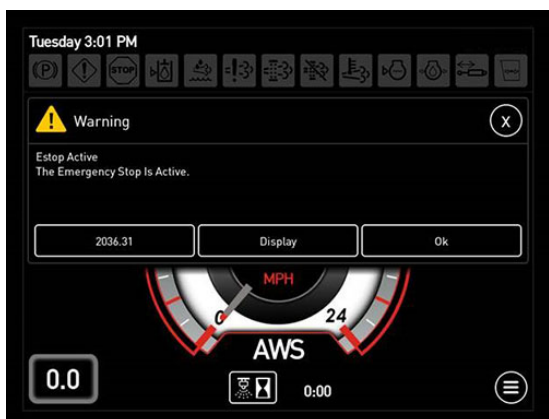 Tuesday 3:01 PM
(P) STOP
Warning X
Estop Active
The Emergency Stop Is Active.
2036.31 Display Ok
MPH
0 24
AWS
0.0 0:00